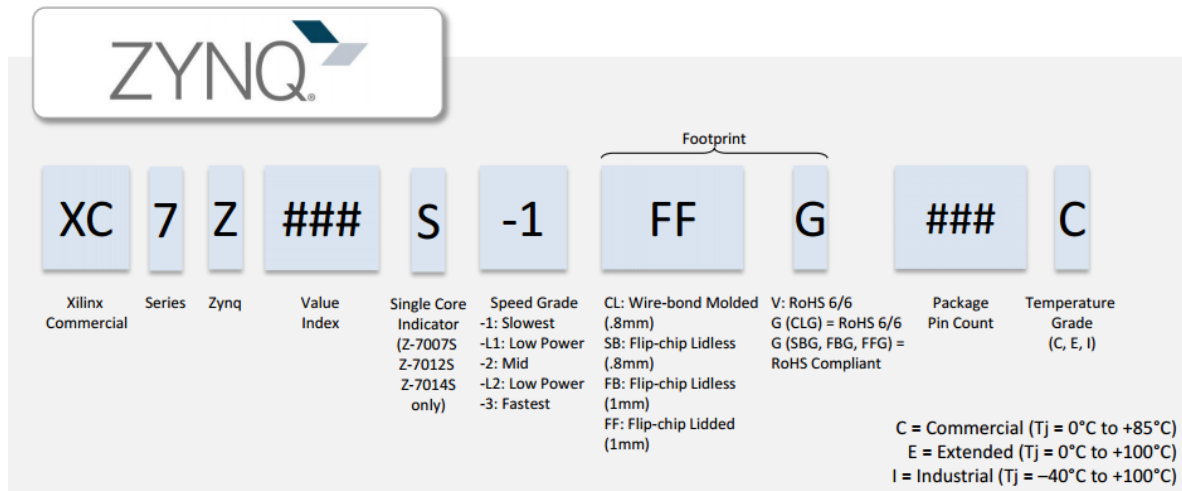 ZYNQ®
Footprint
XC 7 Z ### S -1 FF G ### C
Xilinx
Commercial
Series
Zynq
Value
Index
Single Core
Indicator
(Z-7007S
Z-7012S
Z-7014S
only)
Speed Grade
-1: Slowest
-L1: Low Power
-2: Mid
-L2: Low Power
-3: Fastest
CL: Wire-bond Molded
(.8mm)
SB: Flip-chip Lidless
(.8mm)
FB: Flip-chip Lidless
(1mm)
FF: Flip-chip Lidded
(1mm)
V: RoHS 6/6
G (CLG) = RoHS 6/6
G (SBG, FBG, FFG) =
RoHS Compliant
Package
Pin Count
Temperature
Grade
(C, E, I)
C = Commercial (Tj = 0°C to +85°C)
E = Extended (Tj = 0°C to +100°C)
I = Industrial (Tj = –40°C to +100°C)